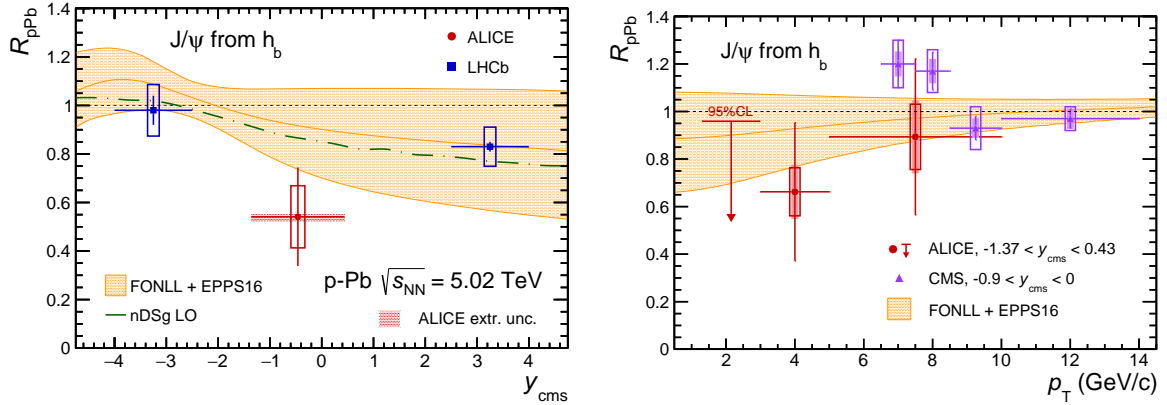 R_pPb
J/ψ from h_b
ALICE
LHCb
p-Pb √s_NN = 5.02 TeV
FONLL + EPPS16
nDSg LO
ALICE extr. unc.
0 0.2 0.4 0.6 0.8 1 1.2 1.4
−4 −3 −2 −1 0 1 2 3 4
y_cms
R_pPb
J/ψ from h_b
95%CL
ALICE, -1.37 < y_cms < 0.43
CMS, -0.9 < y_cms < 0
FONLL + EPPS16
0 0.2 0.4 0.6 0.8 1 1.2 1.4
2 4 6 8 10 12 14
p_T (GeV/c)